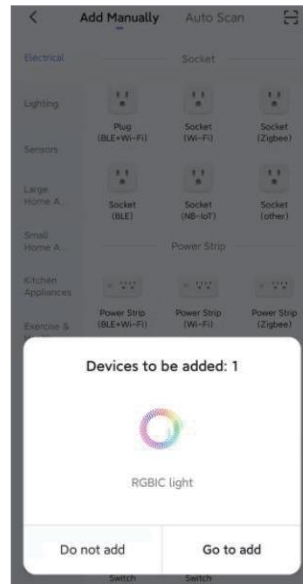 Add Manually Auto Scan
Electrical
Socket
Lighting
Plug
(BLE+Wi-Fi)
Socket
(Wi-Fi)
Socket
(Zigbee)
Sensors
Large
Home A...
Socket
(BLE)
Socket
(NB-IoT)
Socket
(other)
Small
Home A...
Power Strip
Kitchen
Appliances
Power Strip
(BLE+Wi-Fi)
Power Strip
(Wi-Fi)
Power Strip
(Zigbee)
Exercise &
Devices to be added: 1
RGBIC light
Do not add Go to add
Switch Switch